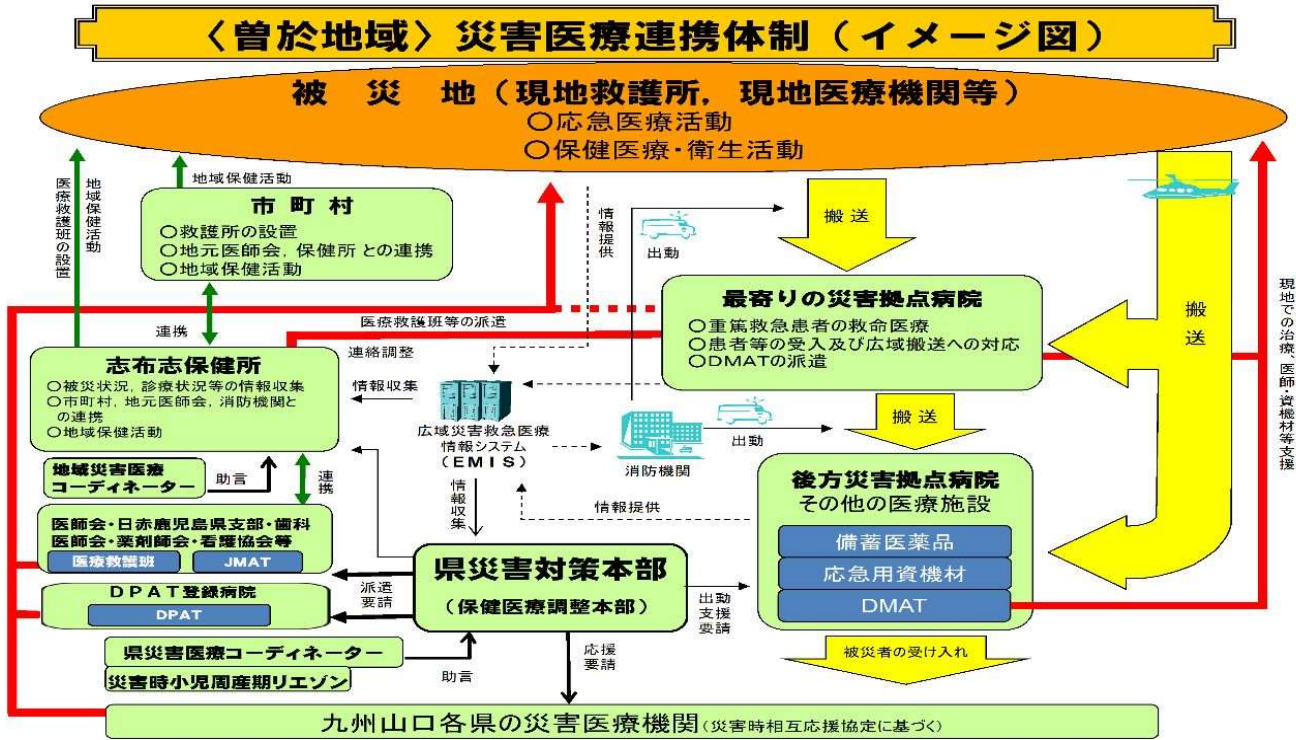 〈曽於地域〉災害医療連携体制（イメージ図）
被 災 地（現地救護所，現地医療機関等）
○応急医療活動
○保健医療・衛生活動
医療救護班の設置
地域保健活動
地域保健活動
市 町 村
○救護所の設置
○地元医師会，保健所との連携
○地域保健活動
情報提供
出動
搬送
搬送
現地での治療、医師・資機材等支援
連携
医療救護班等の派遣
連絡調整
最寄りの災害拠点病院
○重篤救急患者の救命医療
○患者等の受入及び広域搬送への対応
○DMATの派遣
志布志保健所
○被災状況，診療状況等の情報収集
○市町村，地元医師会，消防機関と
の連携
○地域保健活動
情報収集
広域災害救急医療
情報システム
（ＥＭＩＳ）
消防機関
出動
搬送
地域災害医療
コーディネーター
助言
連携
情報収集
情報提供
後方災害拠点病院
その他の医療施設
備蓄医薬品
応急用資機材
DMAT
医師会・日赤鹿児島県支部・歯科
医師会・薬剤師会・看護協会等
医療救護班
JMAT
ＤＰＡＴ登録病院
DPAT
派遣
要請
県災害対策本部
（保健医療調整本部）
出動
支援
要請
被災者の受け入れ
県災害医療コーディネーター
災害時小児周産期リエゾン
助言
応援
要請
九州山口各県の災害医療機関（災害時相互応援協定に基づく）